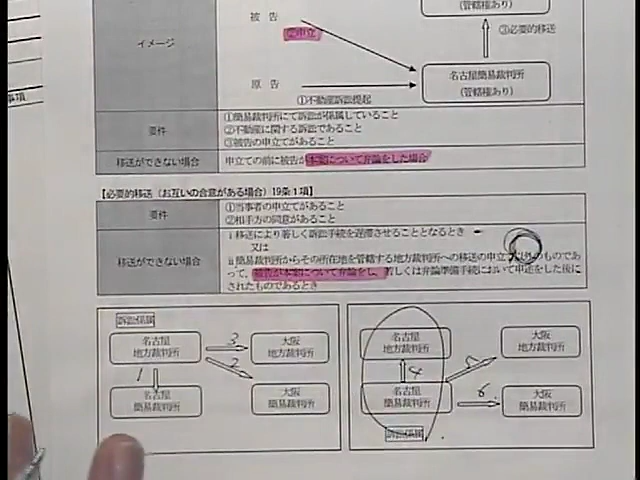 (管轄権あり)
被 告
イメージ
②申立
③必要的移送
名古屋簡易裁判所
(管轄権あり)
原 告
①不動産訴訟提起
要件
①簡易裁判所にて訴訟が係属していること
②不動産に関する訴訟であること
③被告の申立てがあること
移送ができない場合
申立ての前に被告が本案について弁論をした場合
【必要的移送（お互いの合意がある場合）19条1項】
要件
①当事者の申立てがあること
②相手方の同意があること
移送ができない場合
ⅰ移送により著しく訴訟手続を遅滞させることとなるとき
又は
ⅱ簡易裁判所からその所在地を管轄する地方裁判所への移送の申立て以外のものであ
って、被告が本案について弁論をし、若しくは弁論準備手続において申述をした後に
されたものであるとき
訴訟係属
名古屋
地方裁判所
3
大阪
地方裁判所
1
2
名古屋
簡易裁判所
大阪
簡易裁判所
名古屋
地方裁判所
大阪
地方裁判所
4
5
名古屋
簡易裁判所
6
大阪
簡易裁判所
訴訟係属
事項